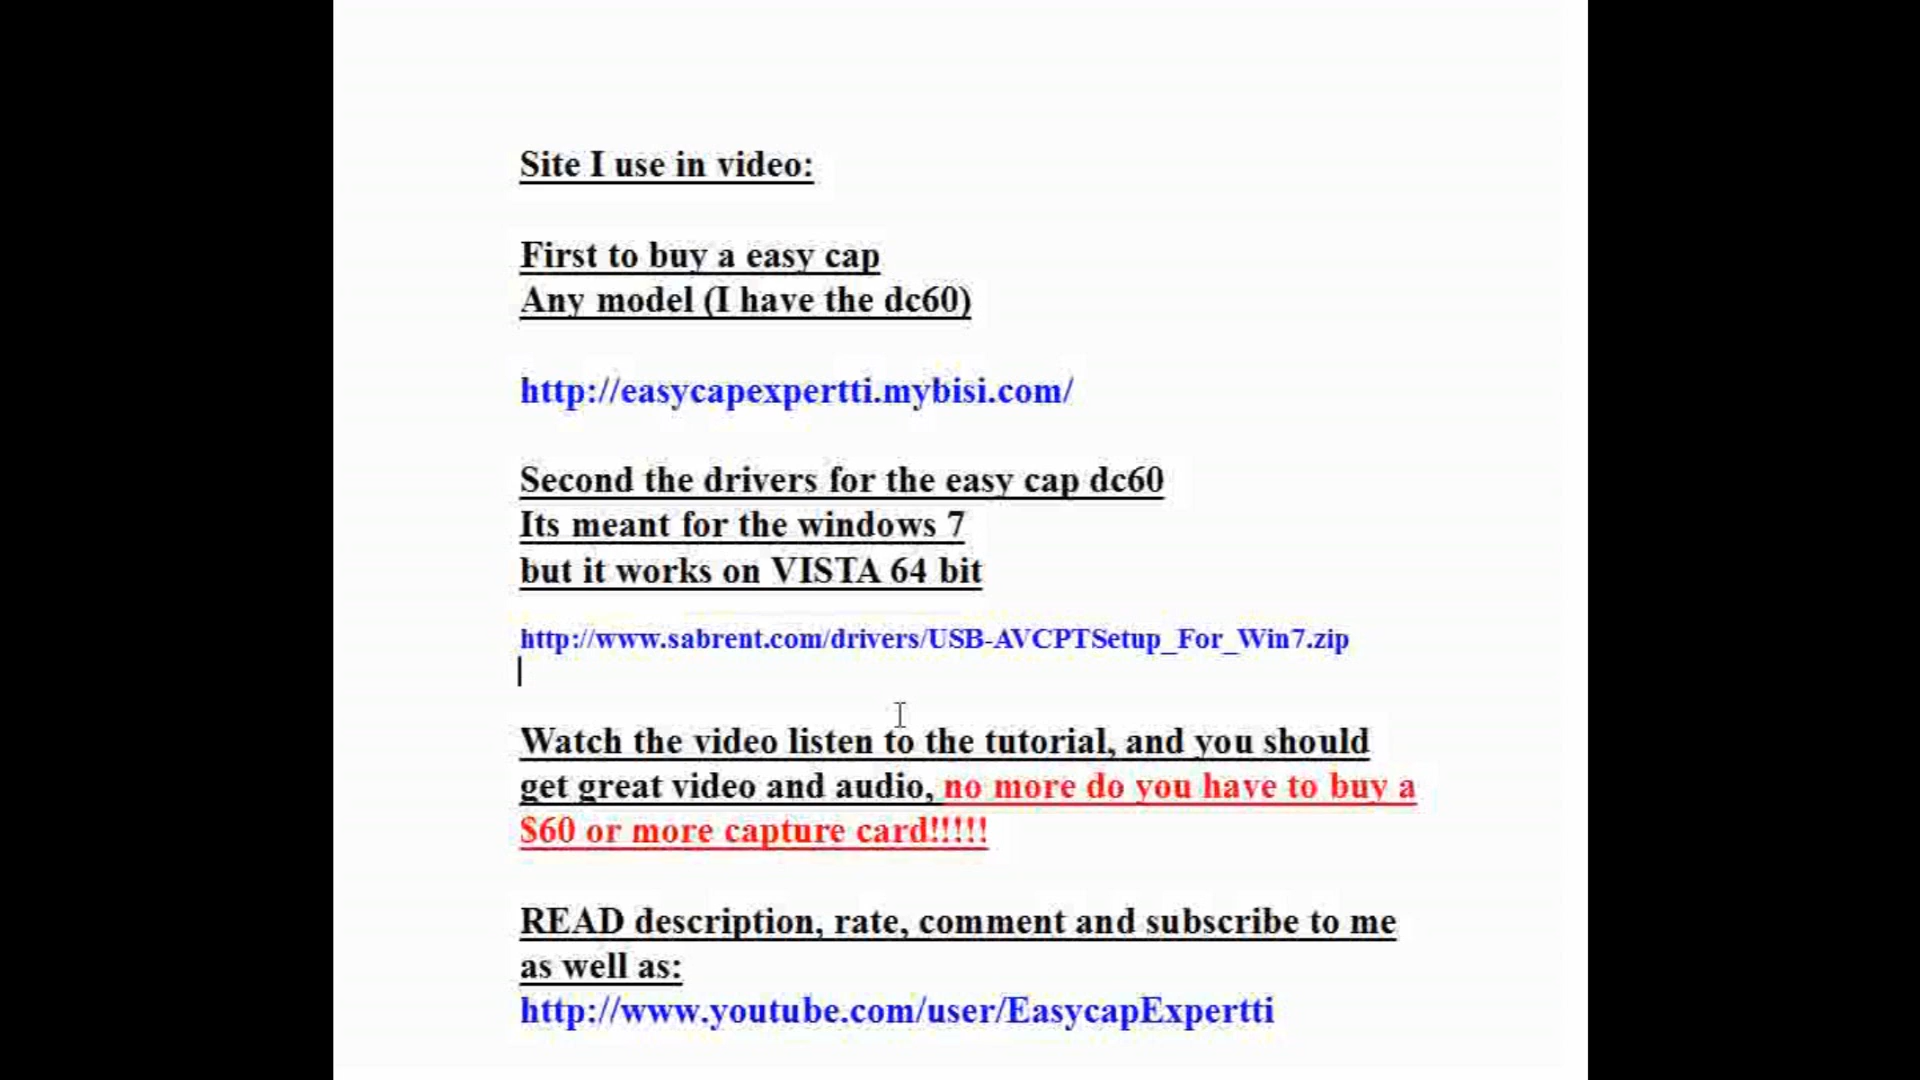 Site I use in video:
First to buy a easy cap
Any model (I have the dc60)
http://easycapexpertti.mybisi.com/
Second the drivers for the easy cap dc60
Its meant for the windows 7
but it works on VISTA 64 bit
http://www.sabrent.com/drivers/USB-AVCPTSetup_For_Win7.zip
Watch the video listen to the tutorial, and you should
get great video and audio, no more do you have to buy a
$60 or more capture card!!!!!
READ description, rate, comment and subscribe to me
as well as:
http://www.youtube.com/user/EasycapExpertti